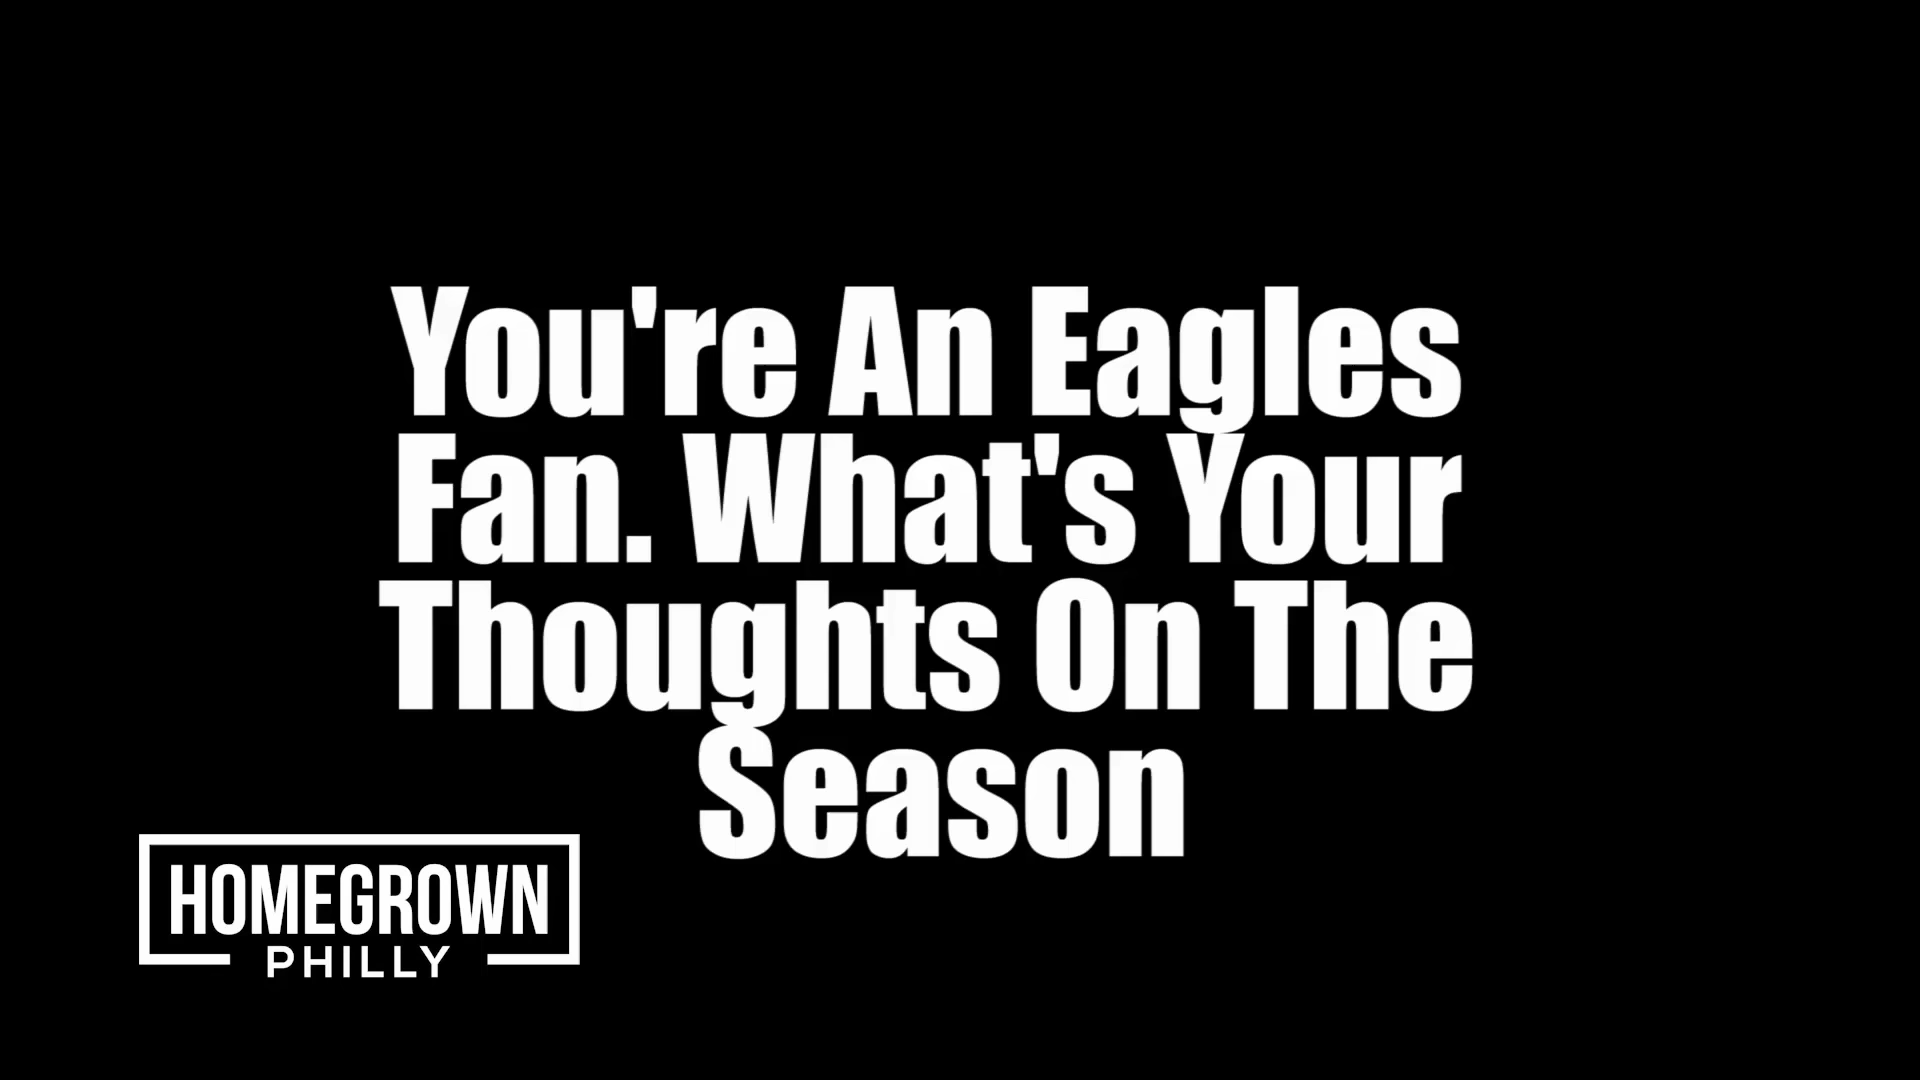 You're An Eagles
Fan. What's Your
Thoughts On The
Season
HOMEGROWN
PHILLY